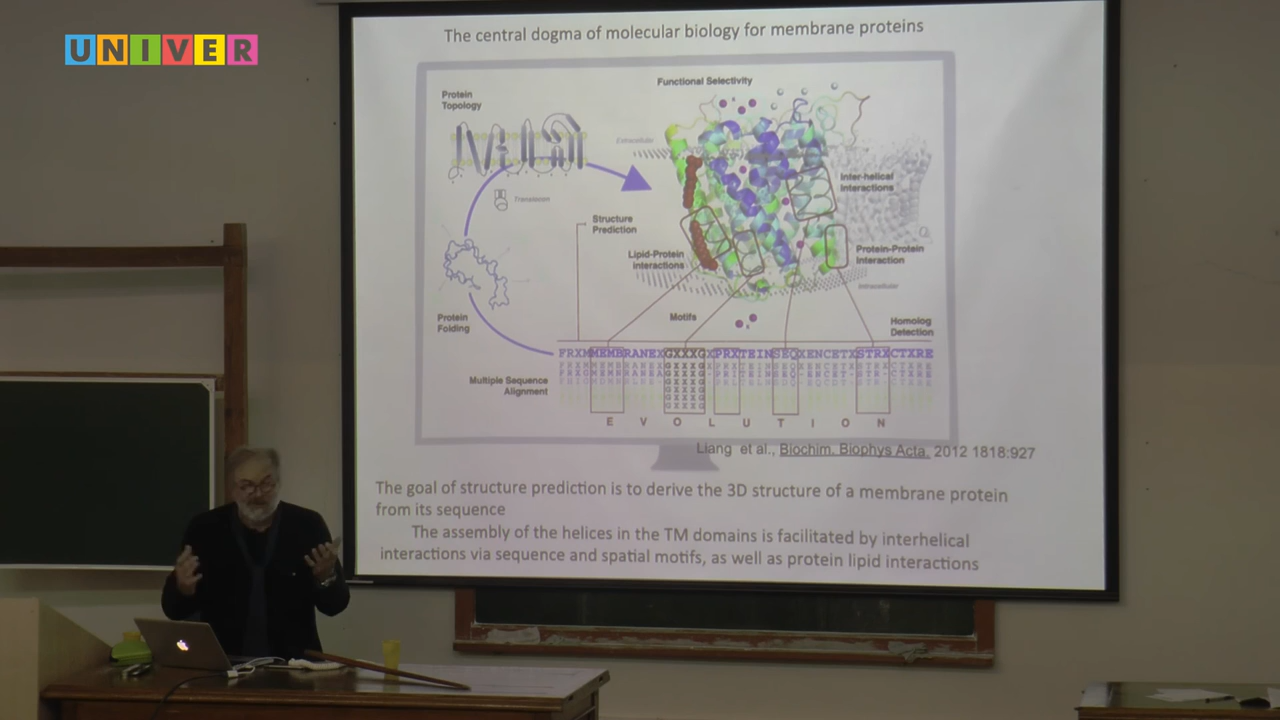 UNIVER
The central dogma of molecular biology for membrane proteins
Functional Selectivity
Protein
Topology
Extracellular
Inter-helical
Interactions
Translocon
Structure
Prediction
Lipid-Protein
Interactions
Protein-Protein
Interaction
Intracellular
Protein
Folding
Motifs
Homolog
Detection
Multiple Sequence
Alignment
E V O L U T I O N
Liang et al., Biochim. Biophys Acta, 2012 1818:927
The goal of structure prediction is to derive the 3D structure of a membrane protein
from its sequence
The assembly of the helices in the TM domains is facilitated by interhelical
interactions via sequence and spatial motifs, as well as protein lipid interactions